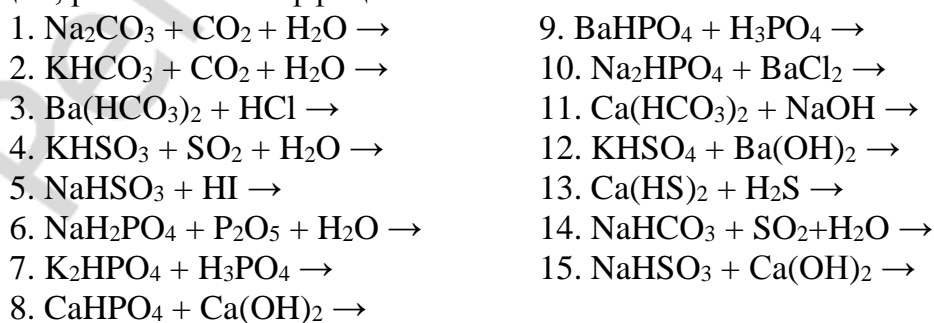 1. Na₂CO₃ + CO₂ + H₂O →
2. KHCO₃ + CO₂ + H₂O →
3. Ba(HCO₃)₂ + HCl →
4. KHSO₃ + SO₂ + H₂O →
5. NaHSO₃ + HI →
6. NaH₂PO₄ + P₂O₅ + H₂O →
7. K₂HPO₄ + H₃PO₄ →
8. CaHPO₄ + Ca(OH)₂ →
9. BaHPO₄ + H₃PO₄ →
10. Na₂HPO₄ + BaCl₂ →
11. Ca(HCO₃)₂ + NaOH →
12. KHSO₄ + Ba(OH)₂ →
13. Ca(HS)₂ + H₂S →
14. NaHCO₃ + SO₂+H₂O →
15. NaHSO₃ + Ca(OH)₂ →